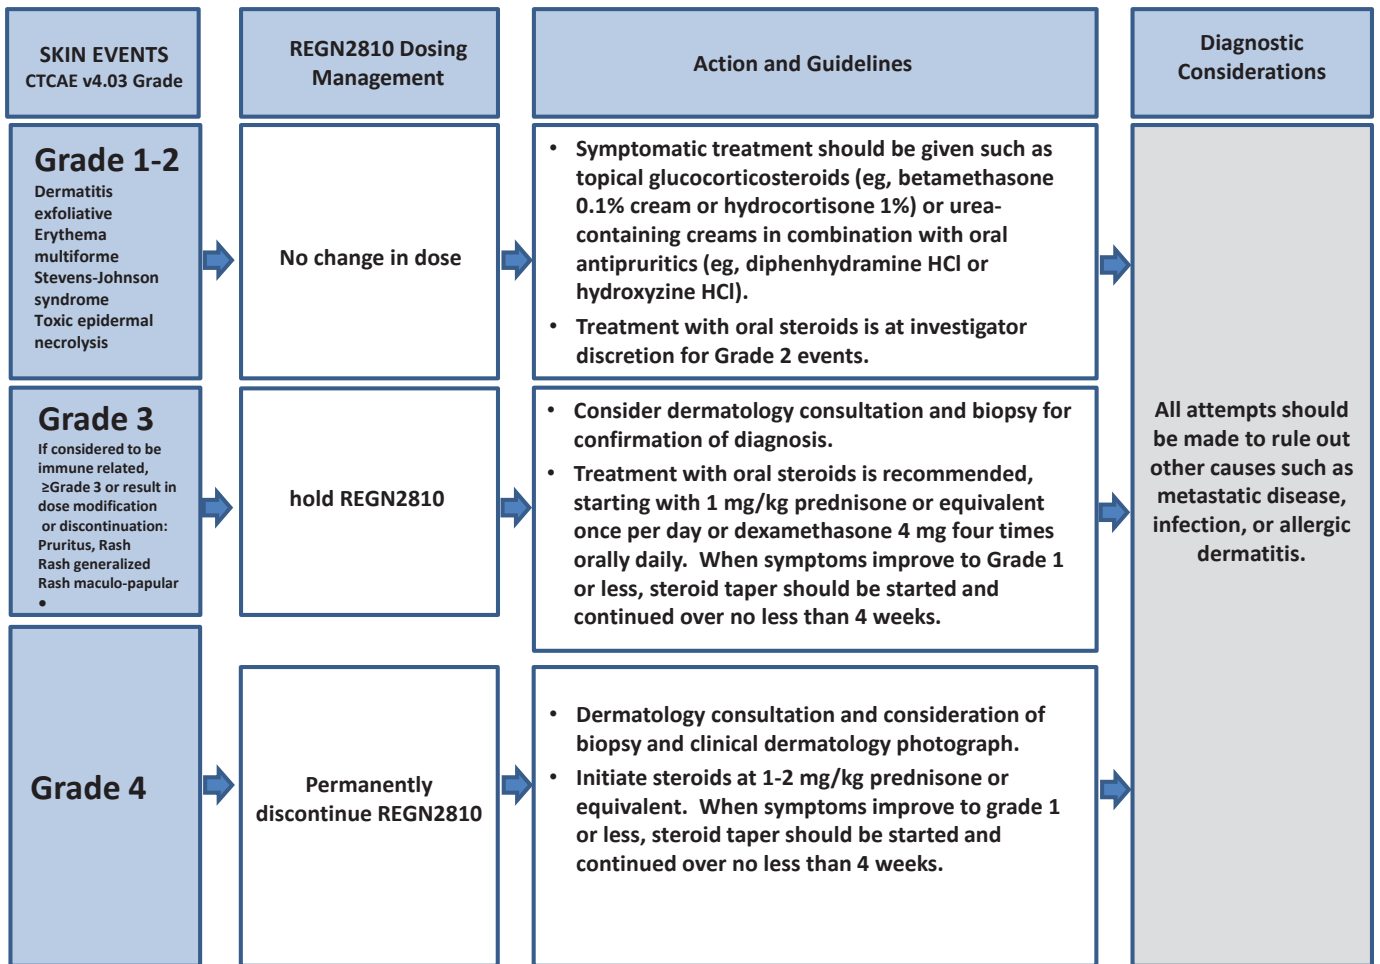 SKIN EVENTS
CTCAE v4.03 Grade
REGN2810 Dosing
Management
Action and Guidelines
Diagnostic
Considerations
Grade 1-2
Dermatitis
exfoliative
Erythema
multiforme
Stevens-Johnson
syndrome
Toxic epidermal
necrolysis
No change in dose
• Symptomatic treatment should be given such as
topical glucocorticosteroids (eg, betamethasone
0.1% cream or hydrocortisone 1%) or urea-
containing creams in combination with oral
antipruritics (eg, diphenhydramine HCl or
hydroxyzine HCl).
• Treatment with oral steroids is at investigator
discretion for Grade 2 events.
Grade 3
If considered to be
immune related,
≥Grade 3 or result in
dose modification
or discontinuation:
Pruritus, Rash
Rash generalized
Rash maculo-papular
•
hold REGN2810
• Consider dermatology consultation and biopsy for
confirmation of diagnosis.
• Treatment with oral steroids is recommended,
starting with 1 mg/kg prednisone or equivalent
once per day or dexamethasone 4 mg four times
orally daily.  When symptoms improve to Grade 1
or less, steroid taper should be started and
continued over no less than 4 weeks.
Grade 4
Permanently
discontinue REGN2810
• Dermatology consultation and consideration of
biopsy and clinical dermatology photograph.
• Initiate steroids at 1-2 mg/kg prednisone or
equivalent.  When symptoms improve to grade 1
or less, steroid taper should be started and
continued over no less than 4 weeks.
All attempts should
be made to rule out
other causes such as
metastatic disease,
infection, or allergic
dermatitis.